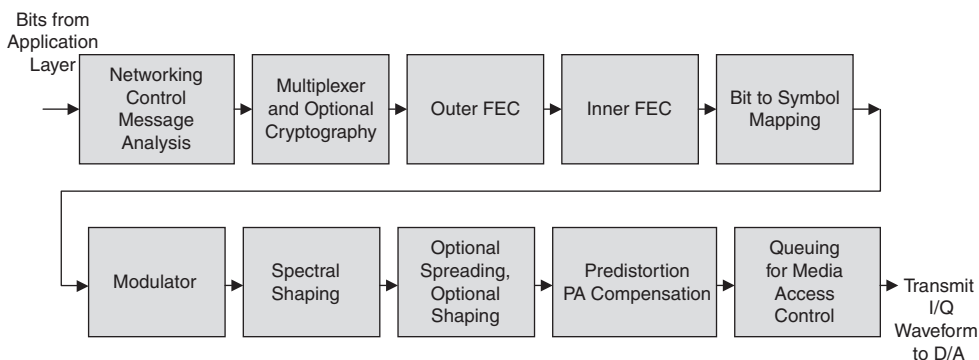 Bits from
Application
Layer
Networking
Control
Message
Analysis
Multiplexer
and Optional
Cryptography
Outer FEC
Inner FEC
Bit to Symbol
Mapping
Modulator
Spectral
Shaping
Optional
Spreading,
Optional
Shaping
Predistortion
PA Compensation
Queuing
for Media
Access
Control
Transmit
I/Q
Waveform
to D/A